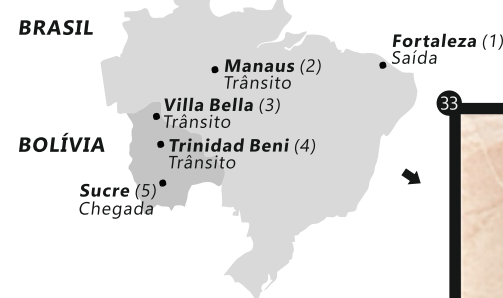 BRASIL
Fortaleza (1)
Saída
Manaus (2)
Trânsito
Villa Bella (3)
Trânsito
BOLÍVIA
Trinidad Beni (4)
Trânsito
Sucre (5)
Chegada
33